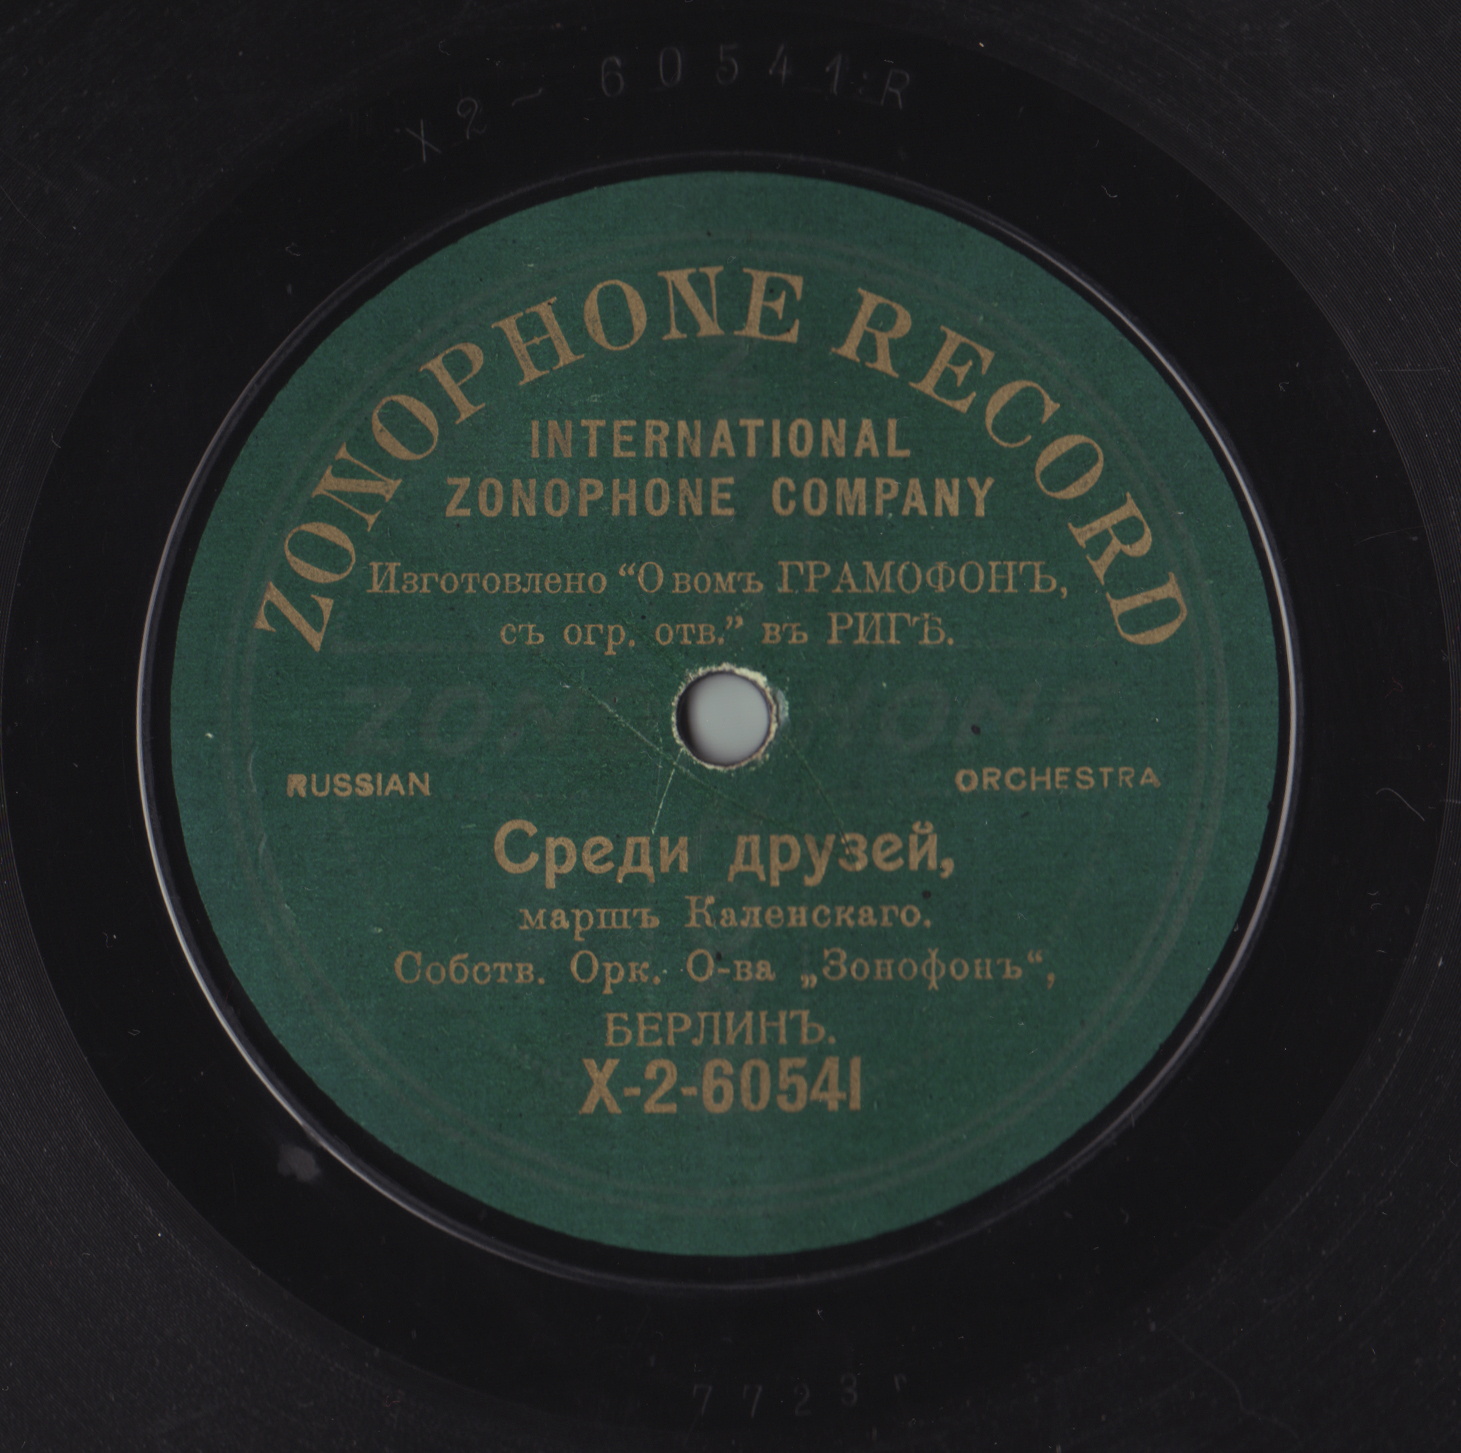 X2-60541:R
ZONOPHONE RECORD
INTERNATIONAL
ZONOPHONE COMPANY
Изготовлено “О вомъ ГРАМОФОНЪ,
съ огр. отв.” въ РИГѢ.
RUSSIAN ORCHESTRA
Среди друзей,
маршъ Каленскаго.
Собств. Орк. О-ва „Зонофонъ“,
БЕРЛИНЪ.
X-2-60541
7723